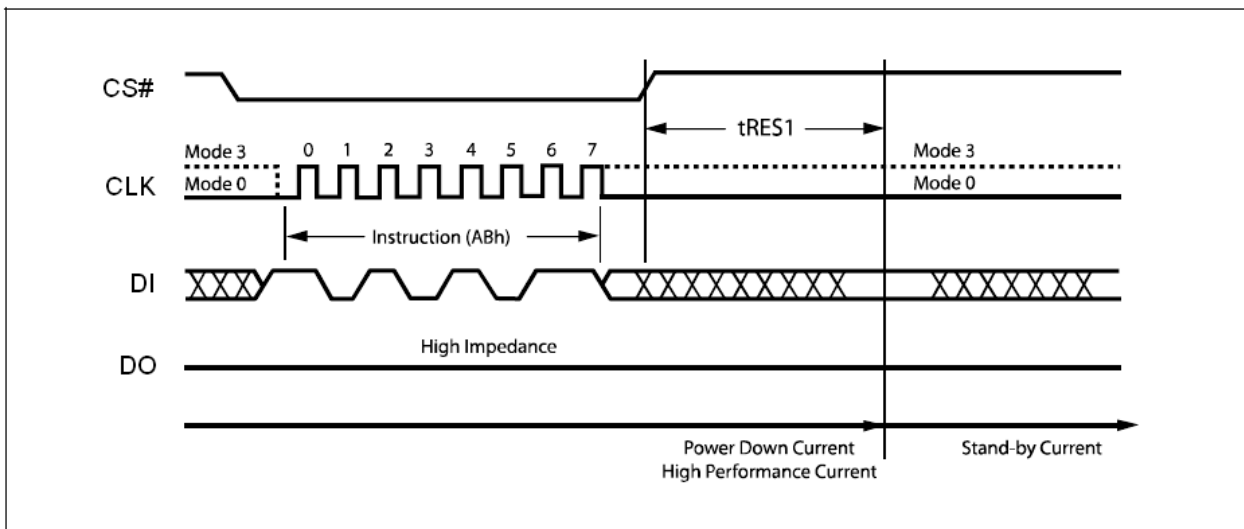 CS#
tRES1
Mode 3 0 1 2 3 4 5 6 7 Mode 3
CLK
Mode 0 Mode 0
Instruction (ABh)
DI
High Impedance
DO
Power Down Current Stand-by Current
High Performance Current